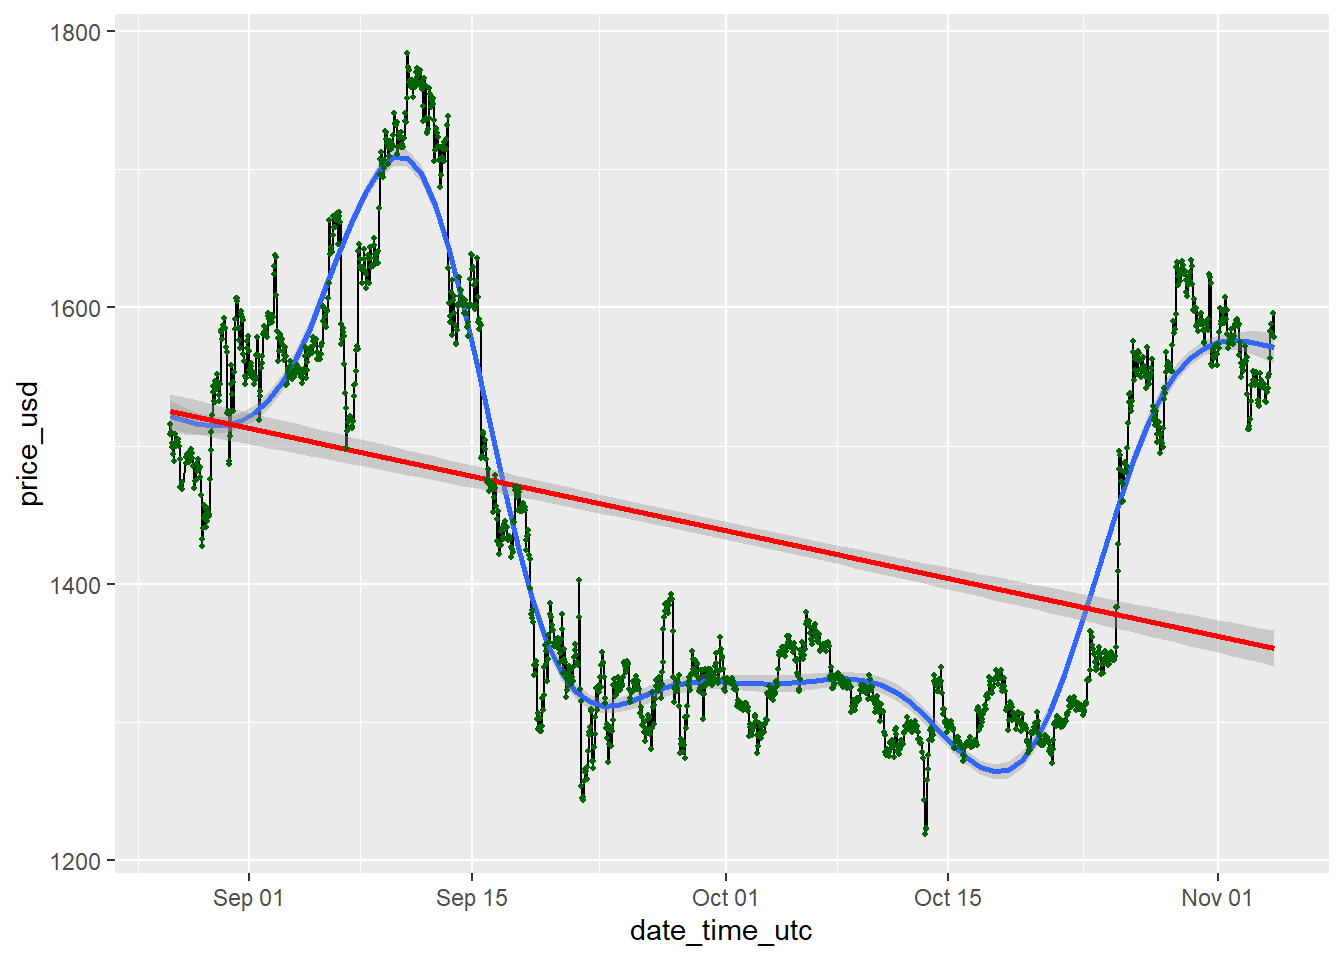 1800
1600
1400
1200
price_usd
Sep 01
Sep 15
Oct 01
Oct 15
Nov 01
date_time_utc